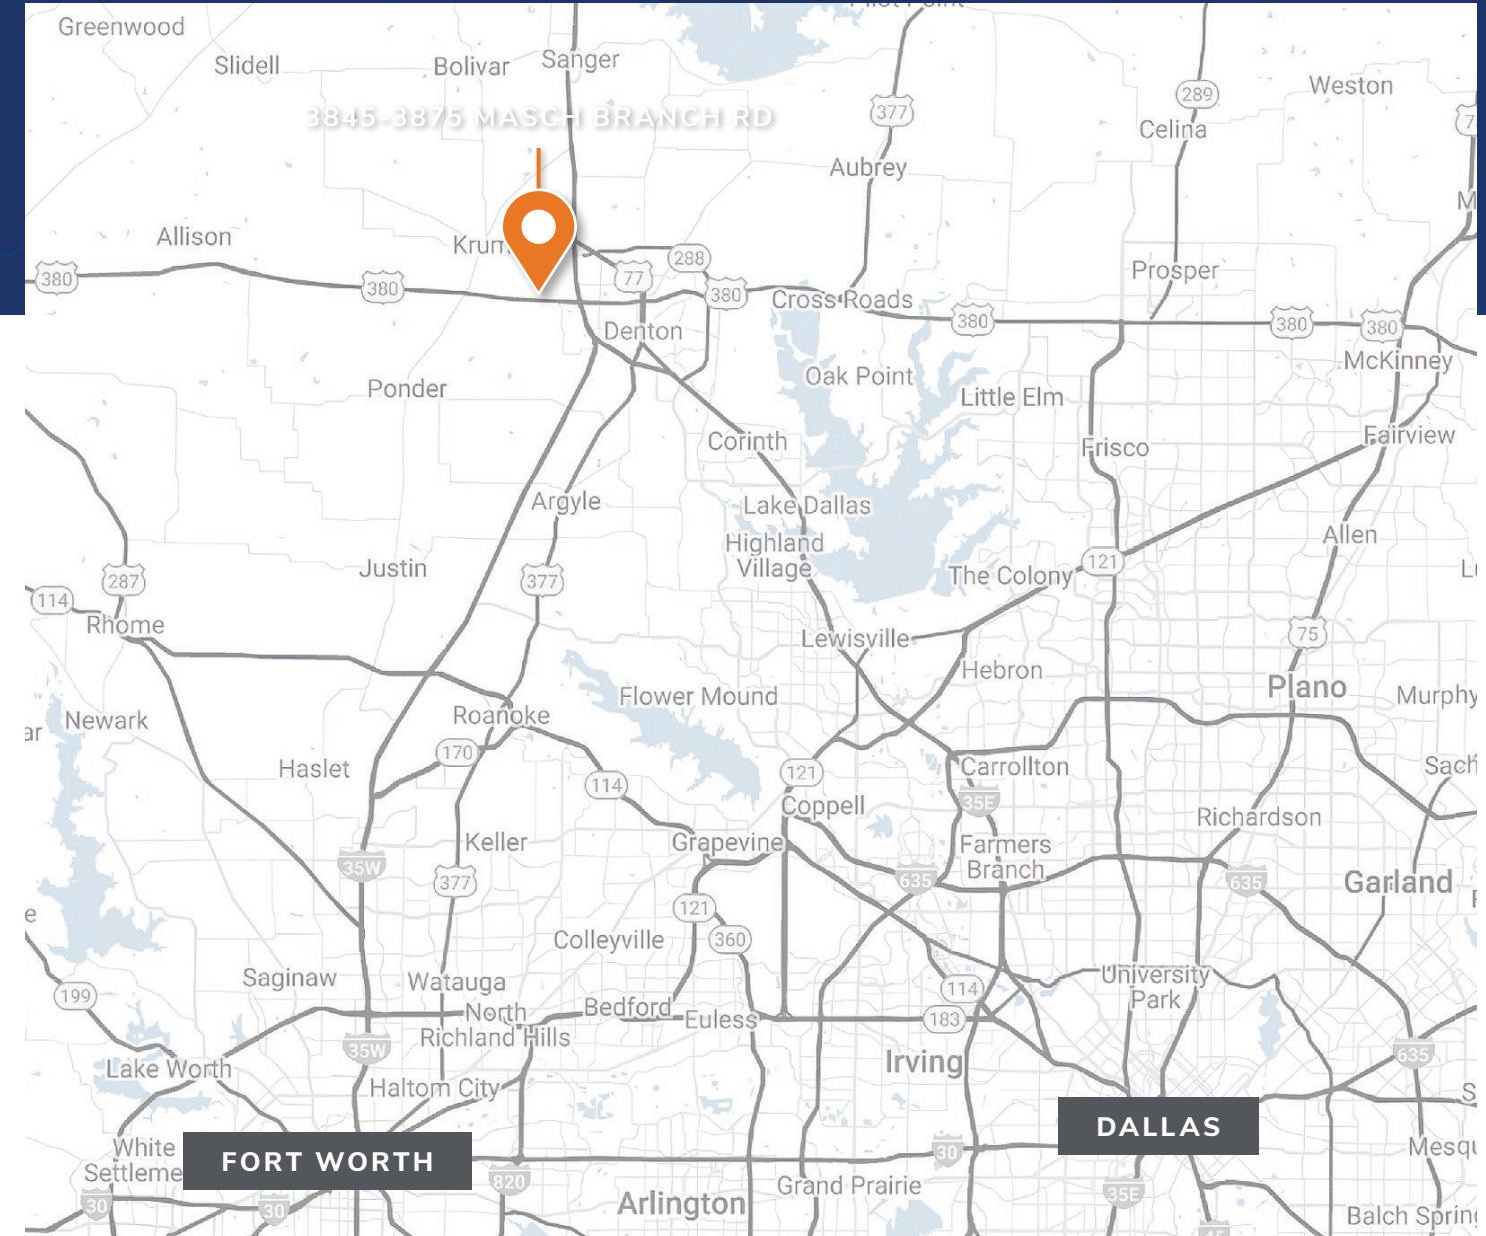 Greenwood
Slidell
Bolivar
Sanger
Weston
289
377
3845-3875 MASCH BRANCH RD
Celina
Aubrey
Allison
Krum
288
77
380
380
380
Cross Roads
Prosper
380
380
380
Denton
McKinney
Ponder
Oak Point
Little Elm
Corinth
Frisco
Fairview
Argyle
Lake Dallas
Highland
Village
Allen
121
The Colony
Justin
287
377
114
Rhome
Lewisville
75
Hebron
Plano
Murphy
Flower Mound
Newark
Roanoke
170
Haslet
114
121
Carrollton
35E
Coppell
Richardson
Keller
Grapevine
Farmers
Branch
35W
377
635
635
Garland
121
360
Colleyville
Saginaw
Watauga
University
Park
199
114
North
Richland Hills
Bedford
Euless
183
35W
Irving
635
Lake Worth
Haltom City
DALLAS
White
FORT WORTH
30
820
Grand Prairie
35E
30
30
Arlington